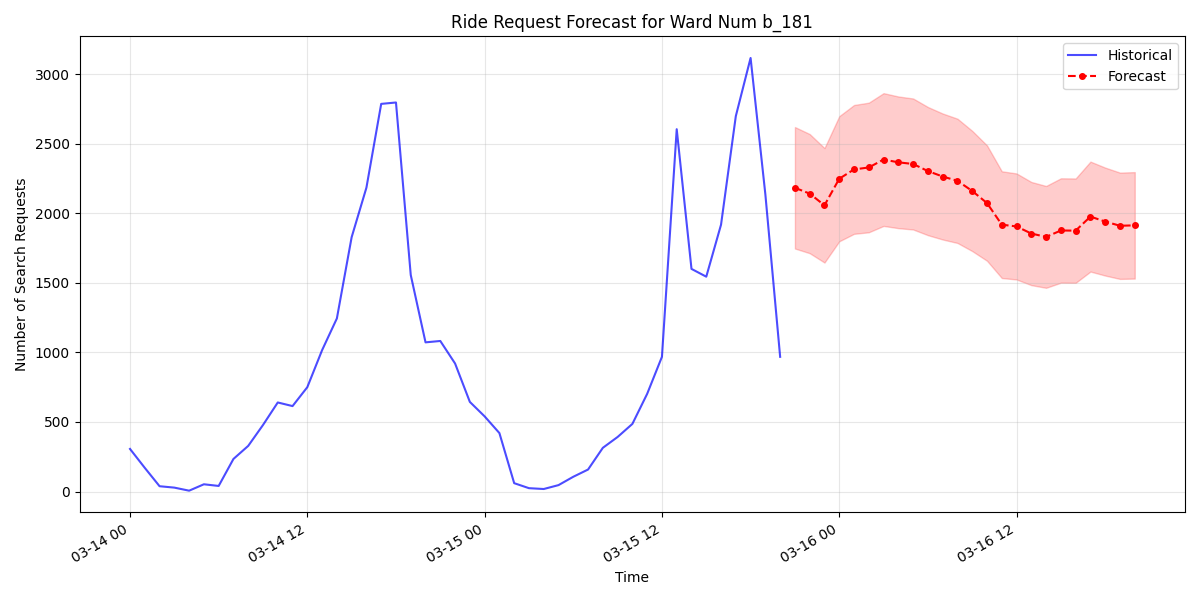 Ride Request Forecast for Ward Num b_181
Historical
Forecast
Number of Search Requests
3000
2500
2000
1500
1000
500
0
03-14 00
03-14 12
03-15 00
03-15 12
03-16 00
03-16 12
Time